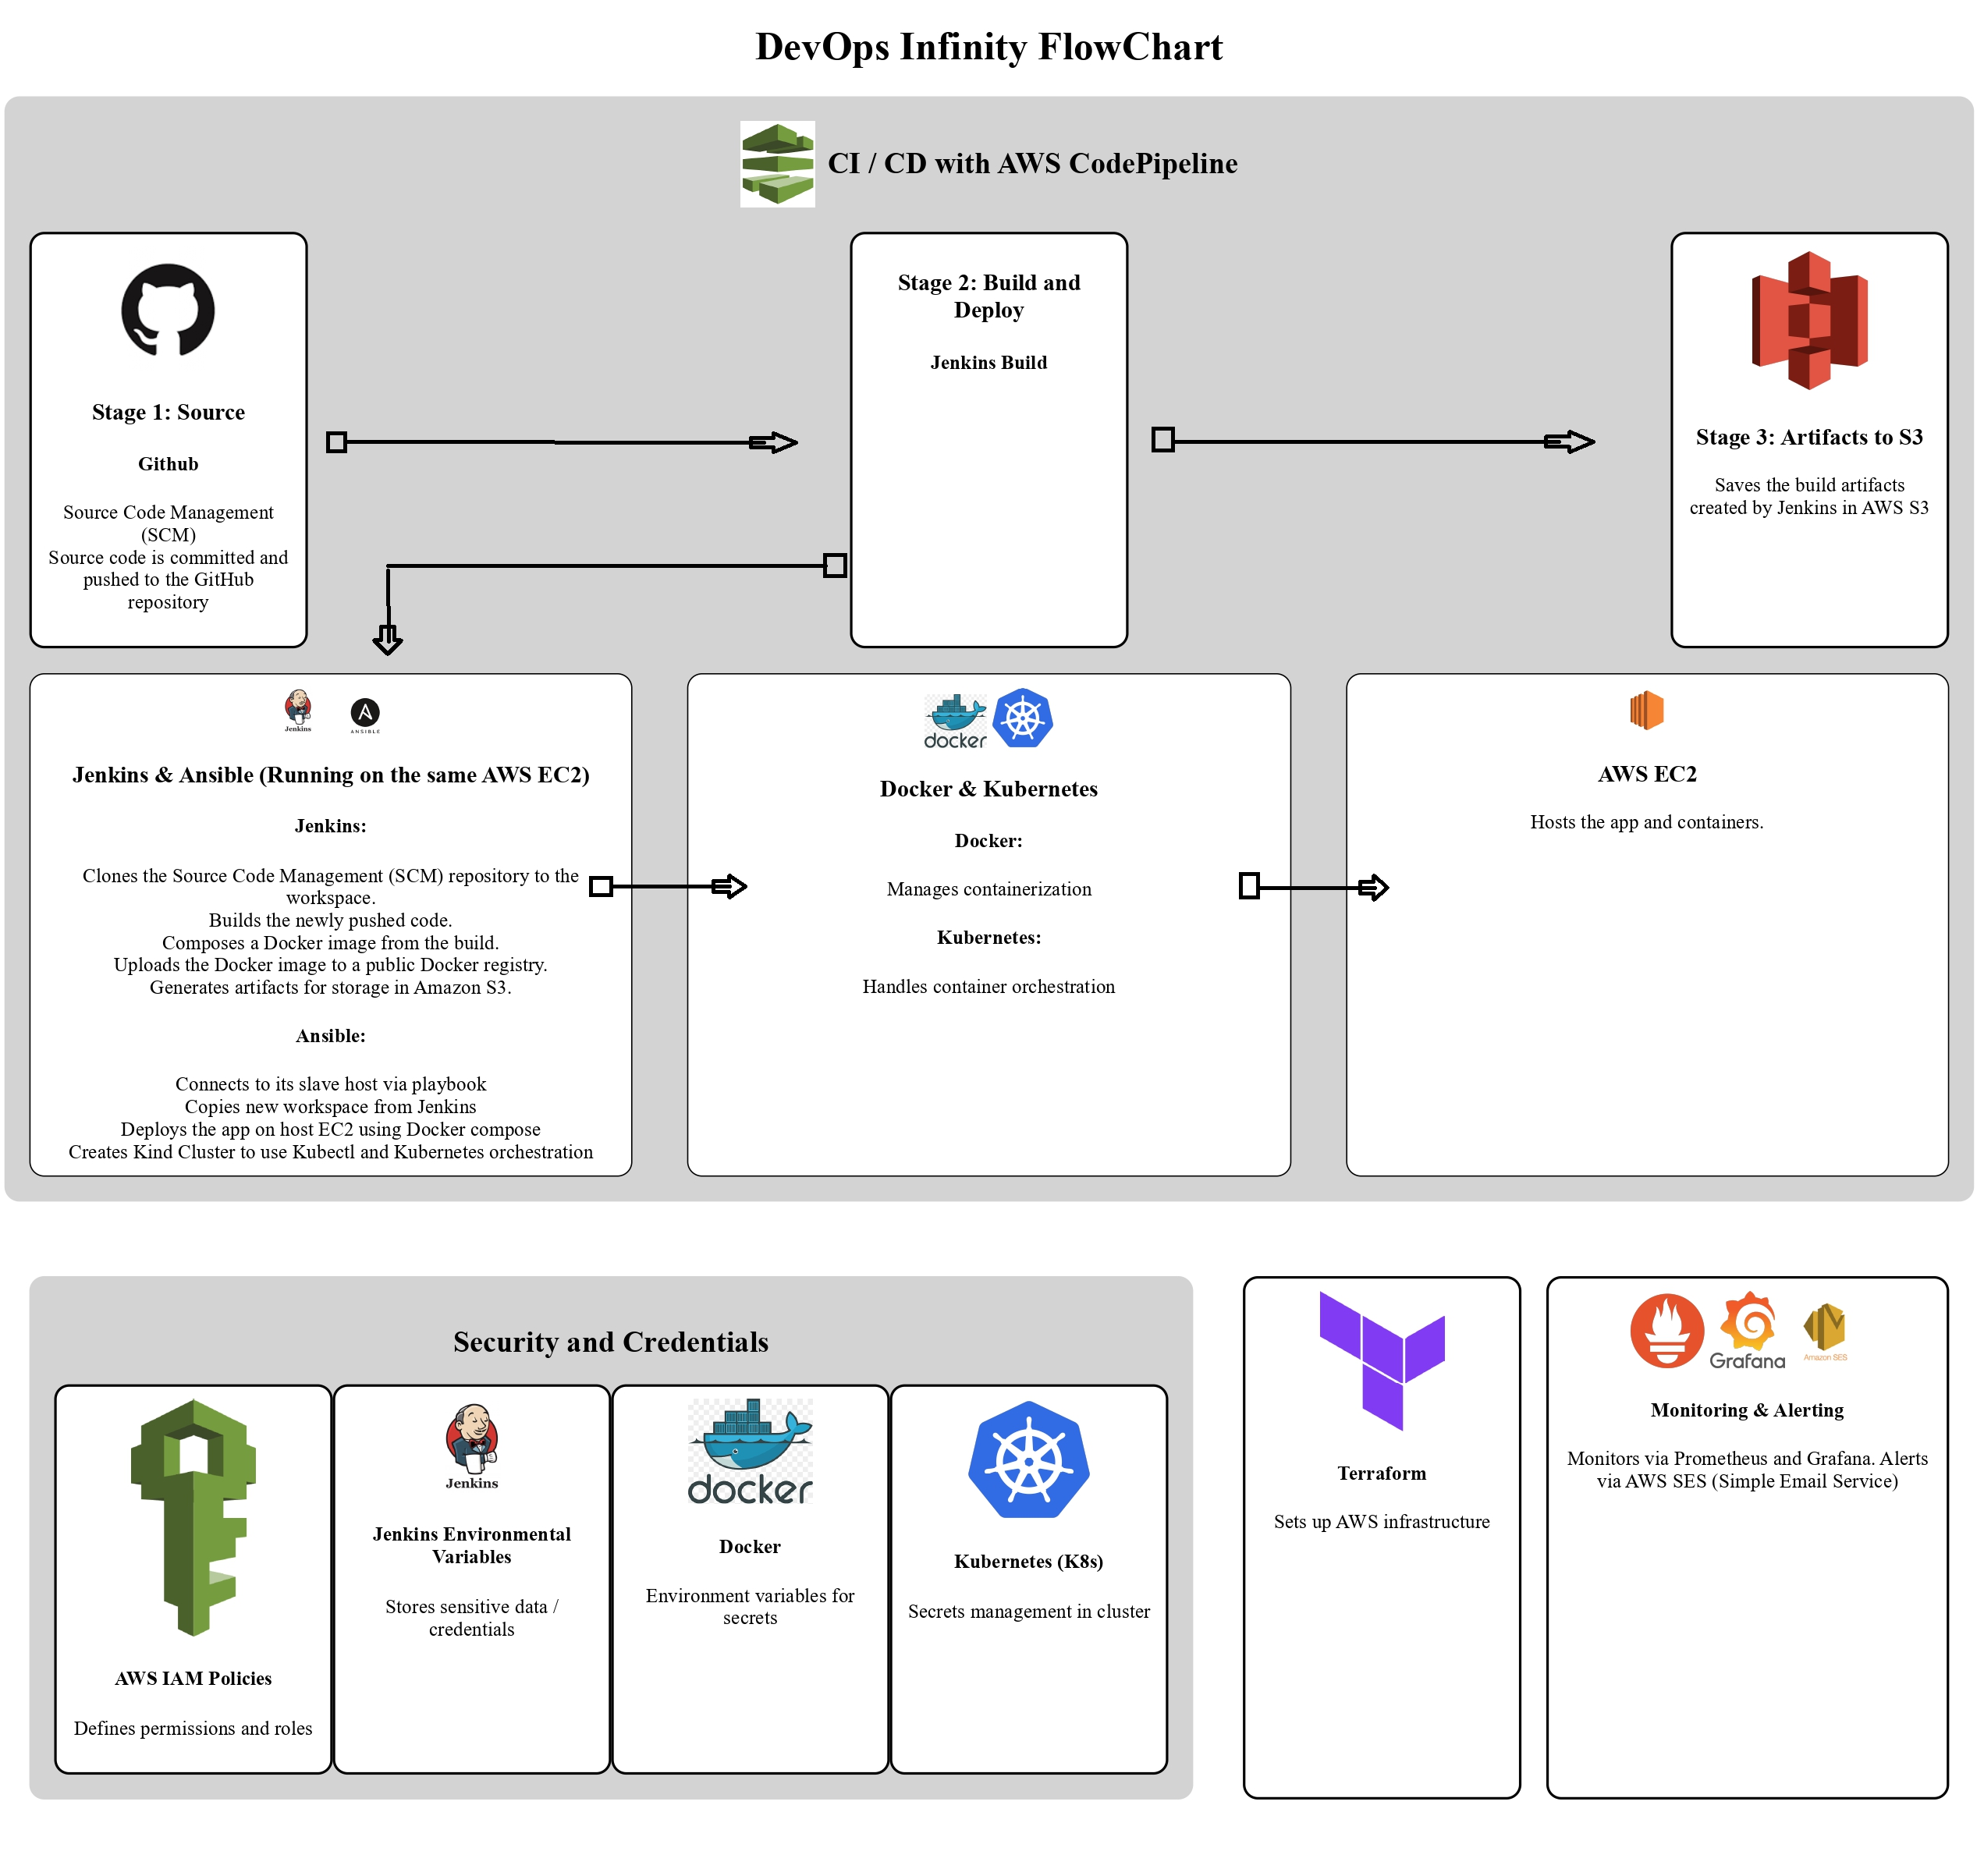 DevOps Infinity FlowChart
CI / CD with AWS CodePipeline
Stage 1: Source
Github
Source Code Management
(SCM)
Source code is committed and
pushed to the GitHub
repository
Stage 2: Build and
Deploy
Jenkins Build
Stage 3: Artifacts to S3
Saves the build artifacts
created by Jenkins in AWS S3
Jenkins
ANSIBLE
Jenkins & Ansible (Running on the same AWS EC2)
Jenkins:
Clones the Source Code Management (SCM) repository to the
workspace.
Builds the newly pushed code.
Composes a Docker image from the build.
Uploads the Docker image to a public Docker registry.
Generates artifacts for storage in Amazon S3.
Ansible:
Connects to its slave host via playbook
Copies new workspace from Jenkins
Deploys the app on host EC2 using Docker compose
Creates Kind Cluster to use Kubectl and Kubernetes orchestration
docker
Docker & Kubernetes
Docker:
Manages containerization
Kubernetes:
Handles container orchestration
AWS EC2
Hosts the app and containers.
Security and Credentials
AWS IAM Policies
Defines permissions and roles
Jenkins
Jenkins Environmental
Variables
Stores sensitive data /
credentials
docker
Docker
Environment variables for
secrets
Kubernetes (K8s)
Secrets management in cluster
Terraform
Sets up AWS infrastructure
Grafana
Amazon SES
Monitoring & Alerting
Monitors via Prometheus and Grafana. Alerts
via AWS SES (Simple Email Service)